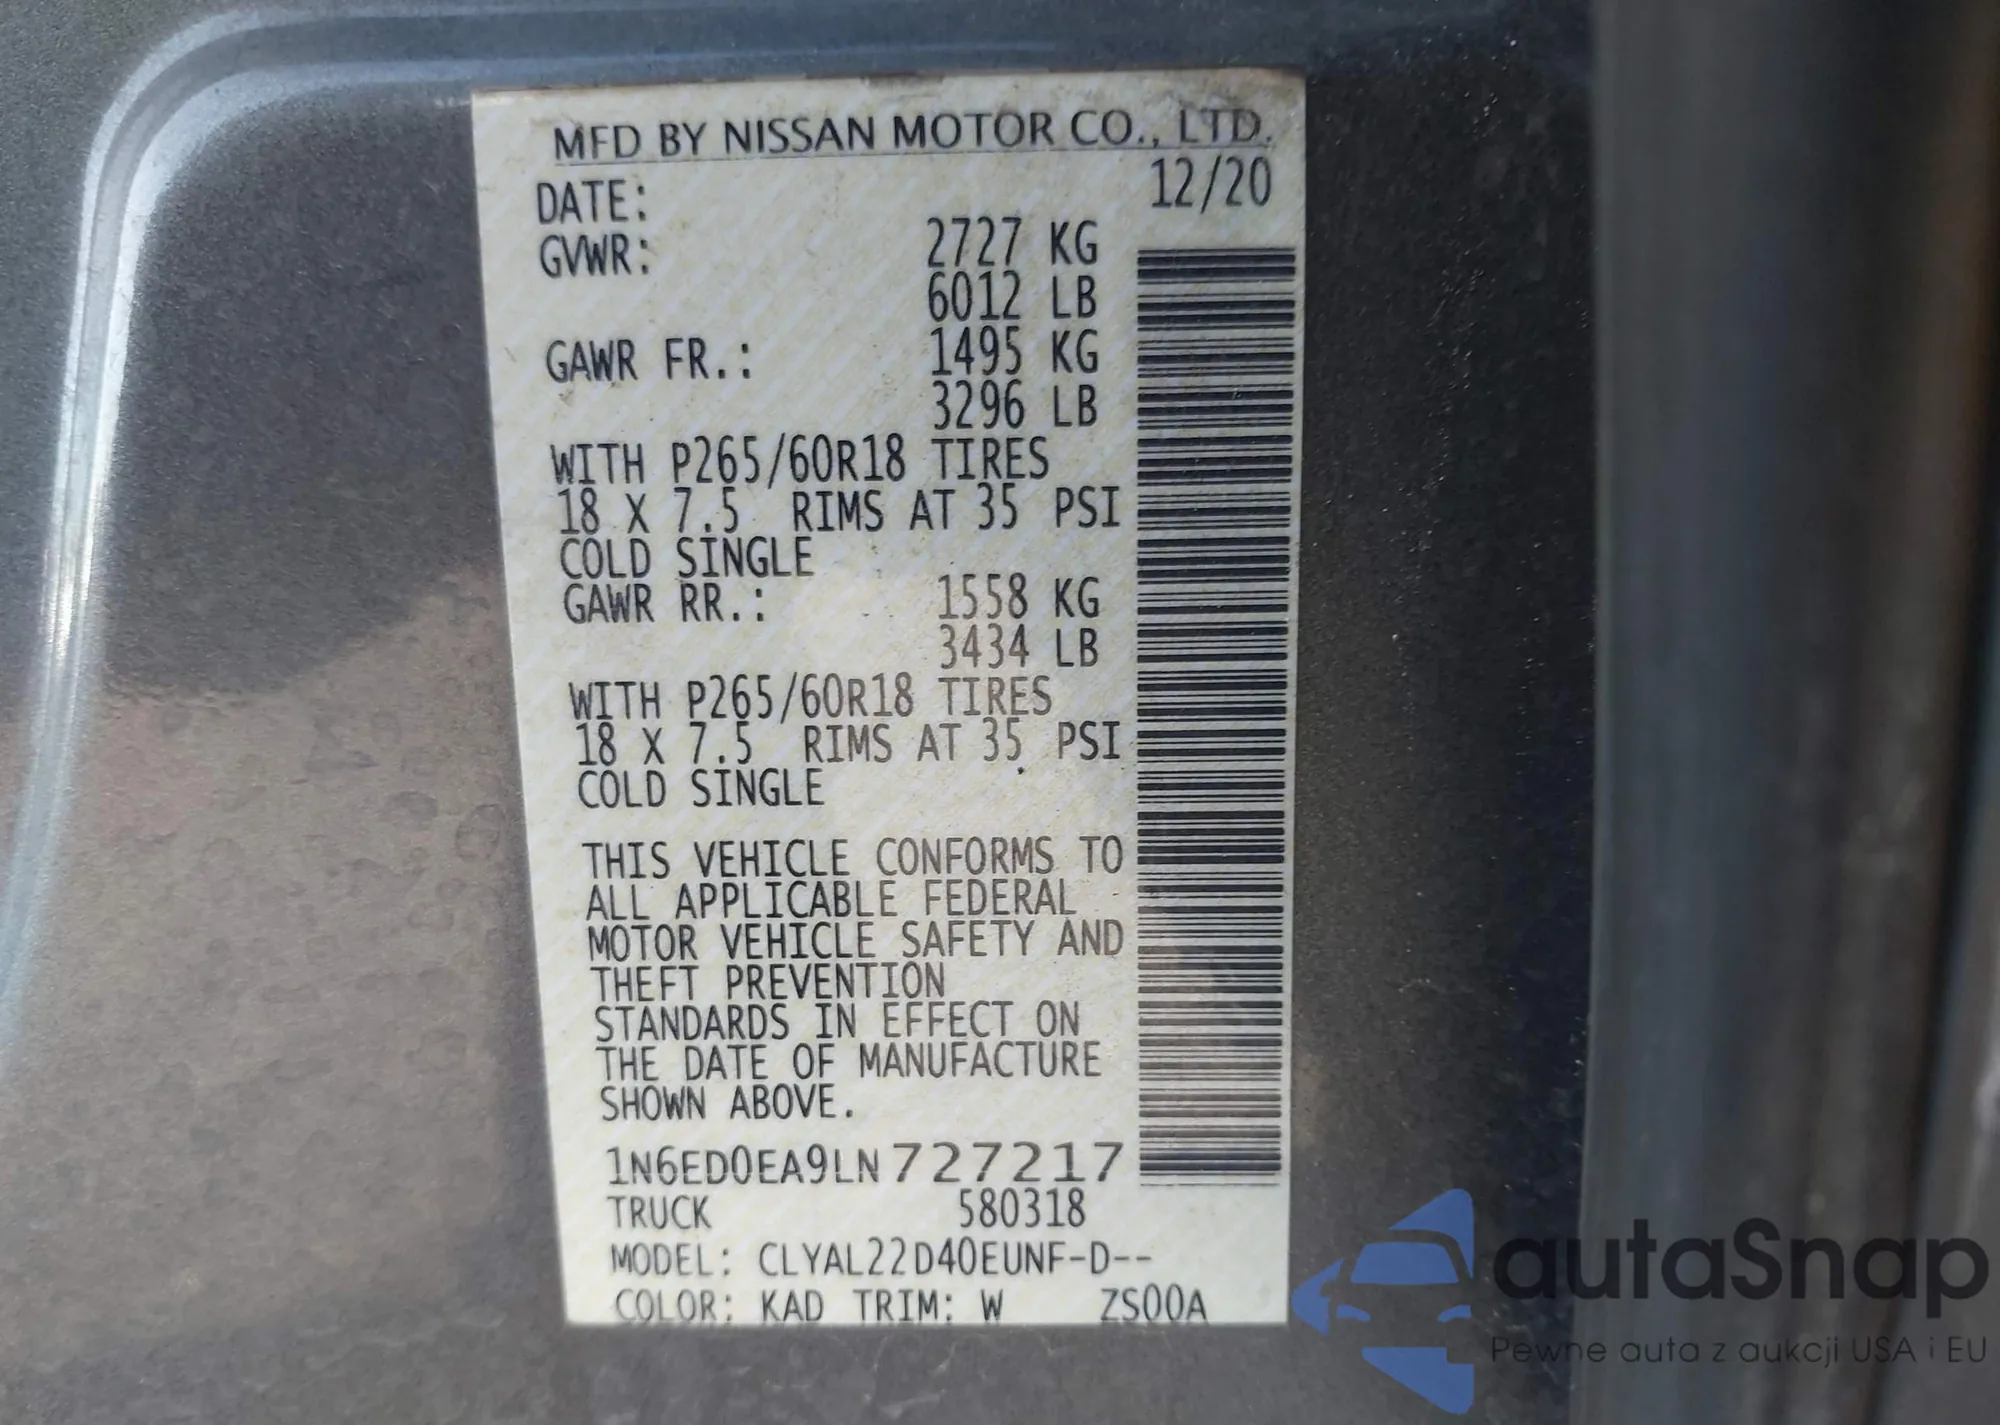 MFD BY NISSAN MOTOR CO., LTD.
DATE: 12/20
GVWR: 2727 KG
6012 LB
GAWR FR.: 1495 KG
3296 LB
WITH P265/60R18 TIRES
18 X 7.5 RIMS AT 35 PSI
COLD SINGLE
GAWR RR.: 1558 KG
3434 LB
WITH P265/60R18 TIRES
18 X 7.5 RIMS AT 35 PSI
COLD SINGLE
THIS VEHICLE CONFORMS TO
ALL APPLICABLE FEDERAL
MOTOR VEHICLE SAFETY AND
THEFT PREVENTION
STANDARDS IN EFFECT ON
THE DATE OF MANUFACTURE
SHOWN ABOVE.
1N6ED0EA9LN727217
TRUCK 580318
MODEL: CLYAL22D40EUNF-D--
COLOR: KAD TRIM: W ZS00A
autoSnap
Pewne auta z aukcji USA i EU